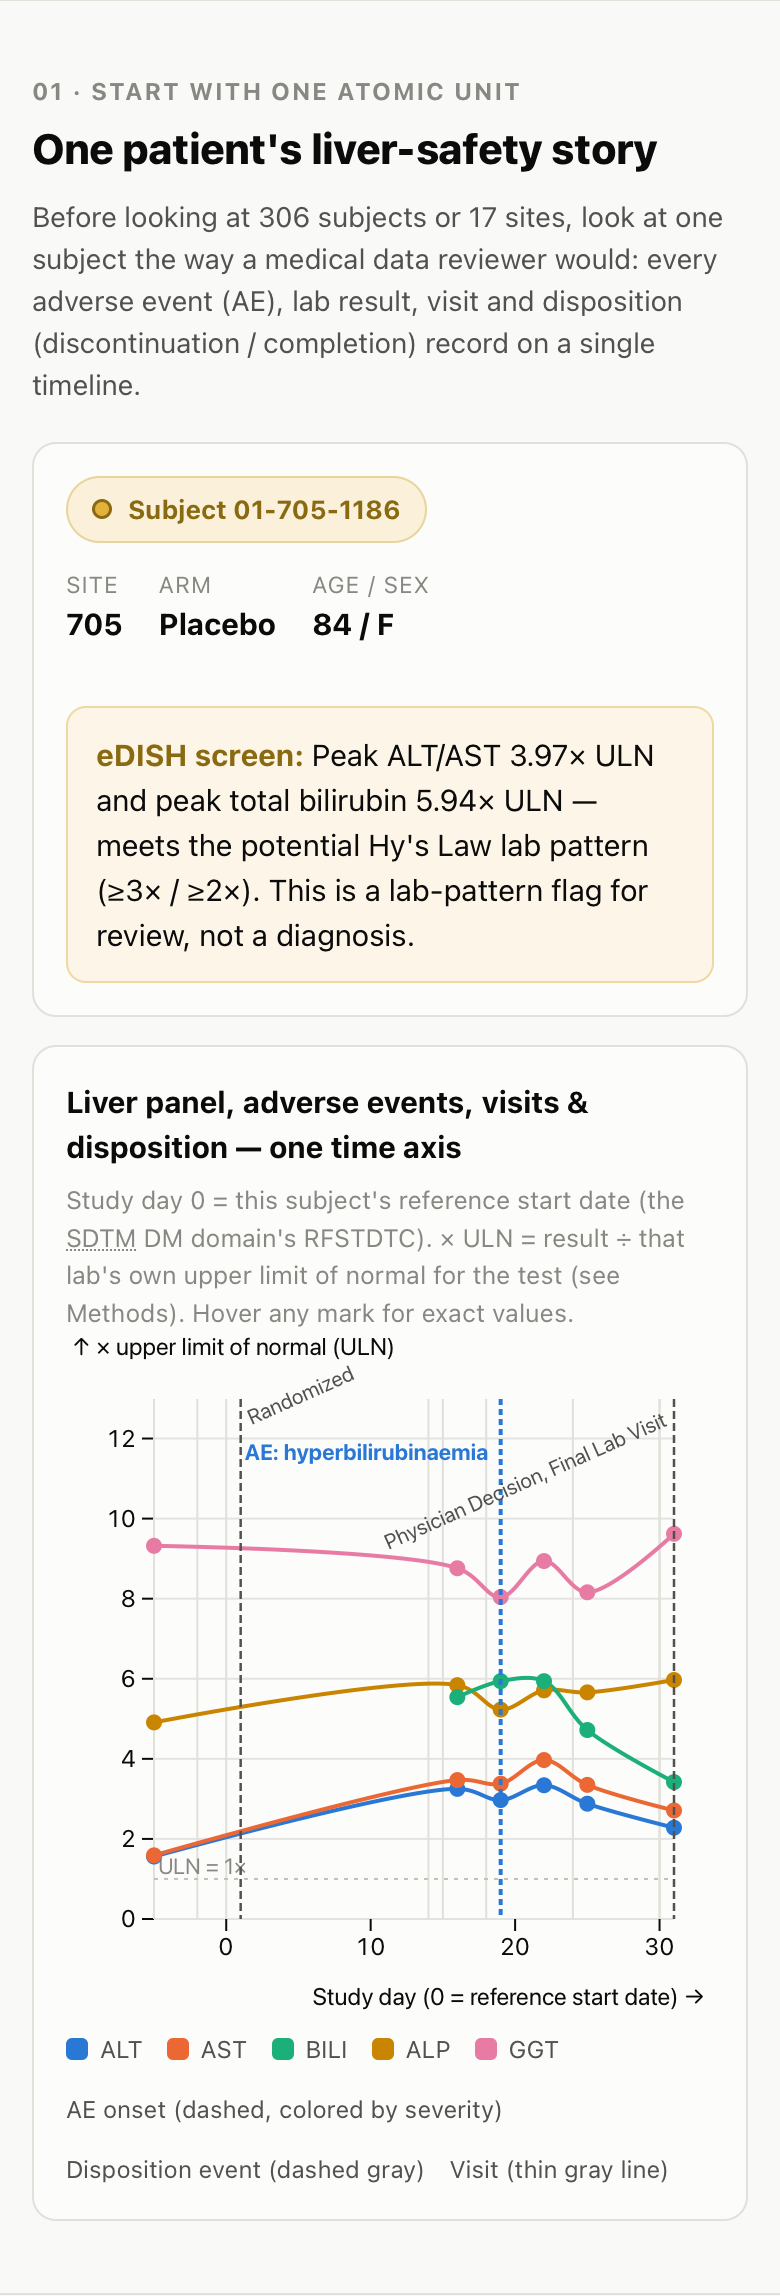 01 · START WITH ONE ATOMIC UNIT
One patient's liver-safety story
Before looking at 306 subjects or 17 sites, look at one
subject the way a medical data reviewer would: every
adverse event (AE), lab result, visit and disposition
(discontinuation / completion) record on a single
timeline.
Subject 01-705-1186
SITE ARM AGE / SEX
705 Placebo 84 / F
eDISH screen: Peak ALT/AST 3.97× ULN
and peak total bilirubin 5.94× ULN —
meets the potential Hy's Law lab pattern
(≥3× / ≥2×). This is a lab-pattern flag for
review, not a diagnosis.
Liver panel, adverse events, visits &
disposition — one time axis
Study day 0 = this subject's reference start date (the
SDTM DM domain's RFSTDTC). × ULN = result ÷ that
lab's own upper limit of normal for the test (see
Methods). Hover any mark for exact values.
↑ × upper limit of normal (ULN)
Randomized
12
AE: hyperbilirubinaemia
Physician Decision, Final Lab Visit
10
8
6
4
2
ULN = 1×
0
0 10 20 30
Study day (0 = reference start date) →
ALT AST BILI ALP GGT
AE onset (dashed, colored by severity)
Disposition event (dashed gray) Visit (thin gray line)